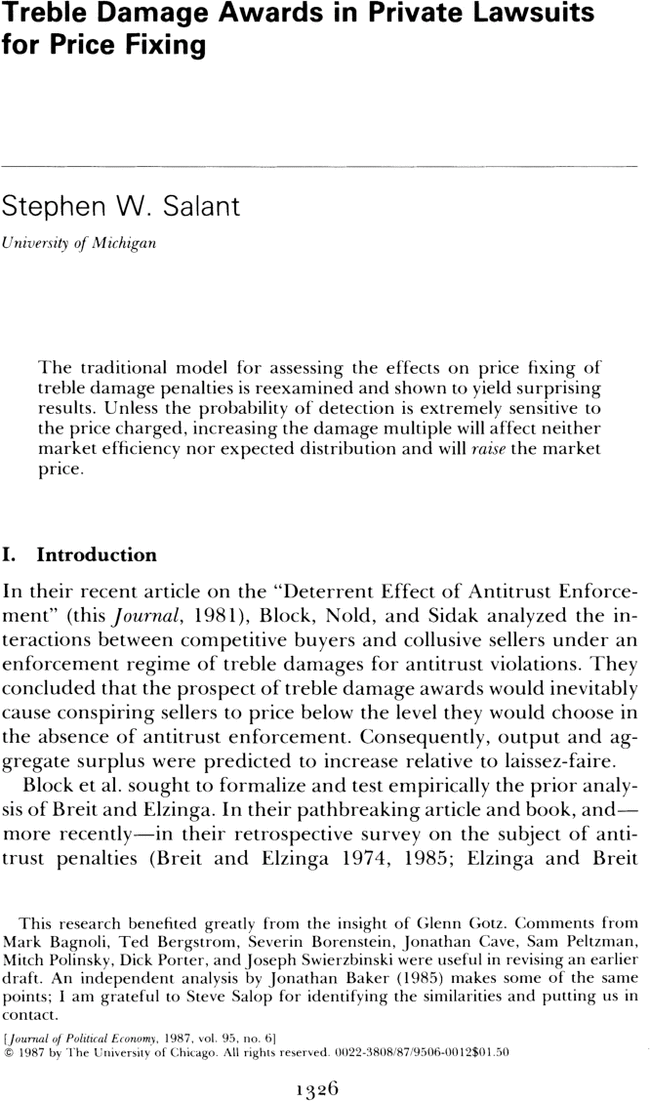 Treble Damage Awards in Private Lawsuits
for Price Fixing
Stephen W. Salant
University of Michigan
The traditional model for assessing the effects on price fixing of
treble damage penalties is reexamined and shown to yield surprising
results. Unless the probability of detection is extremely sensitive to
the price charged, increasing the damage multiple will affect neither
market efficiency nor expected distribution and will raise the market
price.
I. Introduction
In their recent article on the “Deterrent Effect of Antitrust Enforce-
ment” (this Journal, 1981), Block, Nold, and Sidak analyzed the in-
teractions between competitive buyers and collusive sellers under an
enforcement regime of treble damages for antitrust violations. They
concluded that the prospect of treble damage awards would inevitably
cause conspiring sellers to price below the level they would choose in
the absence of antitrust enforcement. Consequently, output and ag-
gregate surplus were predicted to increase relative to laissez-faire.
Block et al. sought to formalize and test empirically the prior analy-
sis of Breit and Elzinga. In their pathbreaking article and book, and—
more recently—in their retrospective survey on the subject of anti-
trust penalties (Breit and Elzinga 1974, 1985; Elzinga and Breit
This research benefited greatly from the insight of Glenn Gotz. Comments from
Mark Bagnoli, Ted Bergstrom, Severin Borenstein, Jonathan Cave, Sam Peltzman,
Mitch Polinsky, Dick Porter, and Joseph Swierzbinski were useful in revising an earlier
draft. An independent analysis by Jonathan Baker (1985) makes some of the same
points; I am grateful to Steve Salop for identifying the similarities and putting us in
contact.
[Journal of Political Economy, 1987, vol. 95, no. 6]
© 1987 by The University of Chicago. All rights reserved. 0022-3808/87/9506-0012$01.50
1326